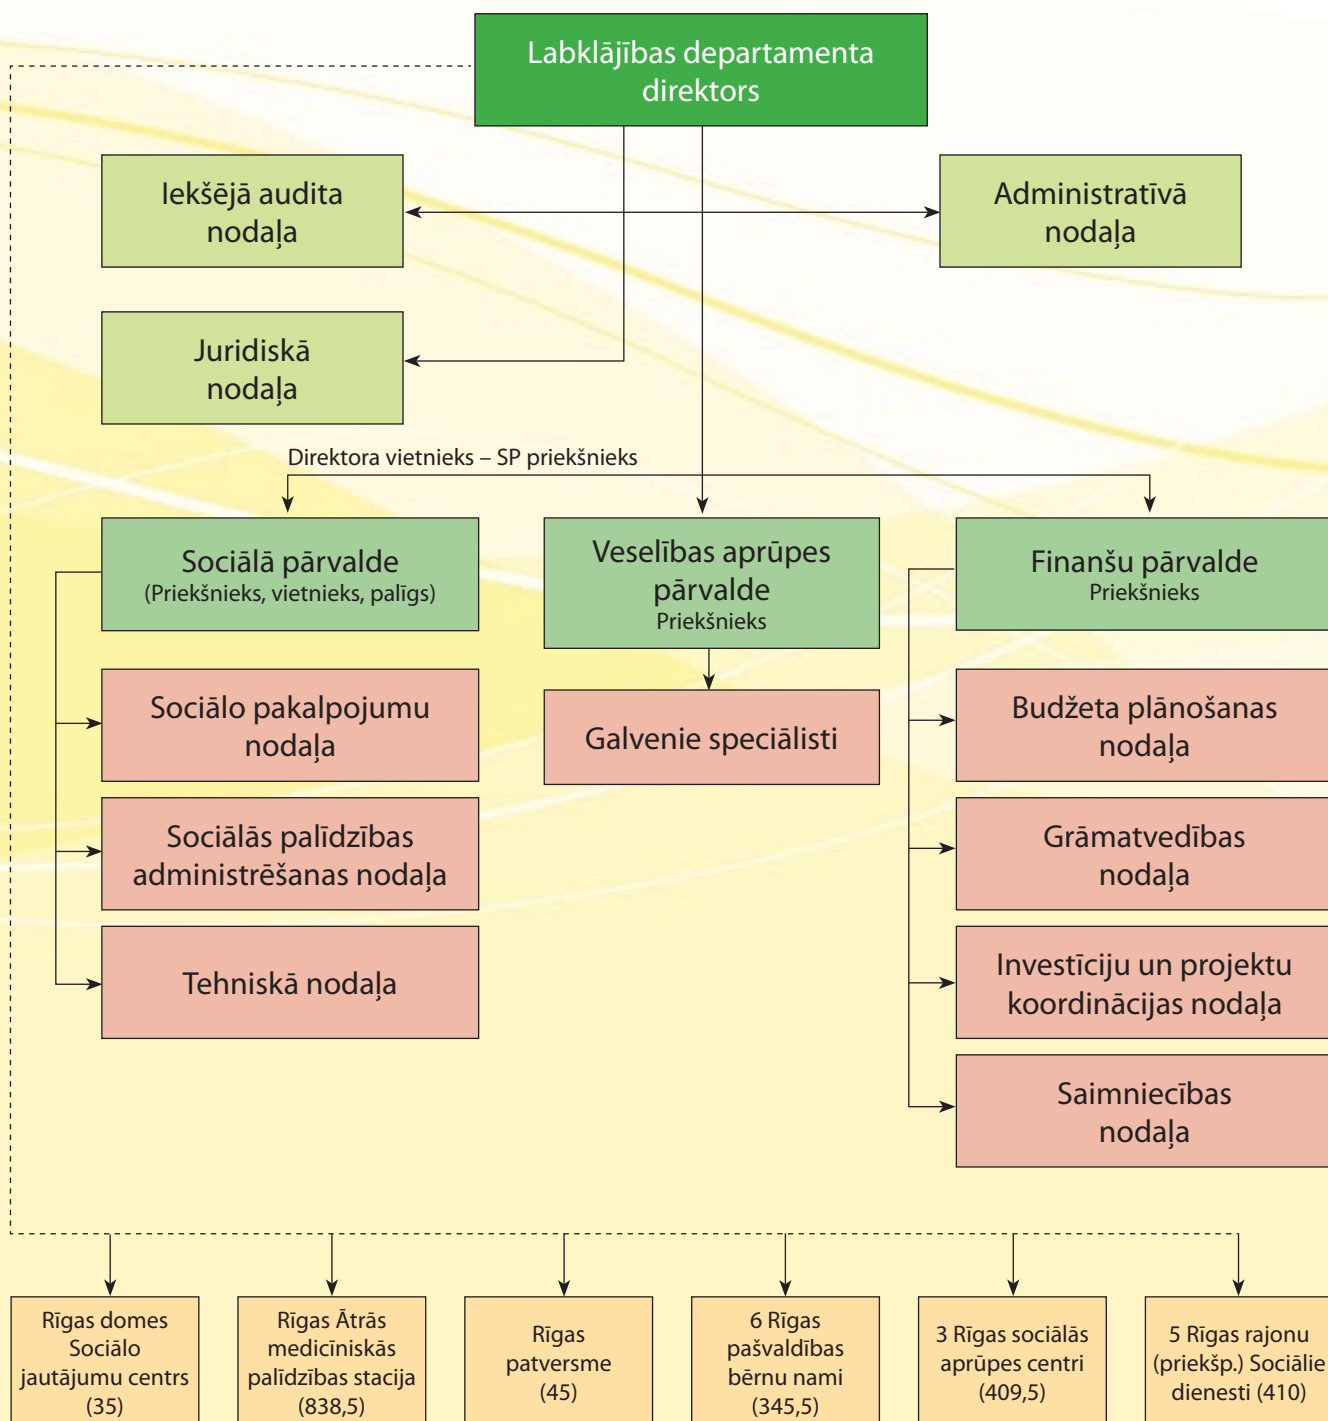 Labklājības departamenta
direktors
Iekšējā audita
nodaļa
Administratīvā
nodaļa
Juridiskā
nodaļa
Direktora vietnieks – SP priekšnieks
Sociālā pārvalde
(Priekšnieks, vietnieks, palīgs)
Veselības aprūpes
pārvalde
Priekšnieks
Finanšu pārvalde
Priekšnieks
Sociālo pakalpojumu
nodaļa
Galvenie speciālisti
Budžeta plānošanas
nodaļa
Sociālās palīdzības
administrēšanas nodaļa
Grāmatvedības
nodaļa
Tehniskā nodaļa
Investīciju un projektu
koordinācijas nodaļa
Saimniecības
nodaļa
Rīgas domes
Sociālo
jautājumu centrs
(35)
Rīgas Ātrās
medicīniskās
palīdzības stacija
(838,5)
Rīgas
patversme
(45)
6 Rīgas
pašvaldības
bērnu nami
(345,5)
3 Rīgas sociālās
aprūpes centri
(409,5)
5 Rīgas rajonu
(priekšp.) Sociālie
dienesti (410)